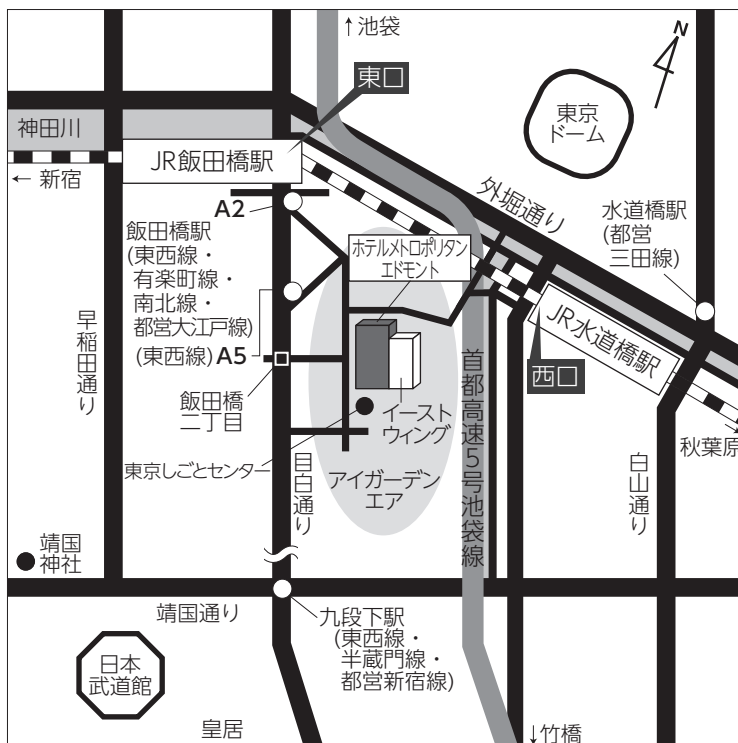 ↑池袋
N
東口
神田川
東京
ドーム
JR飯田橋駅
← 新宿
外堀通り
A2
水道橋駅
(都営
三田線)
飯田橋駅
(東西線・
有楽町線・
南北線・
都営大江戸線)
(東西線) A5
ホテルメトロポリタン
エドモント
早稲田通り
JR水道橋駅
西口
首都高速5号池袋線
飯田橋
二丁目
イースト
ウィング
秋葉原
東京しごとセンター
アイガーデン
エア
目白通り
白山通り
靖国
神社
靖国通り
九段下駅
(東西線・
半蔵門線・
都営新宿線)
日本
武道館
皇居
↓竹橋